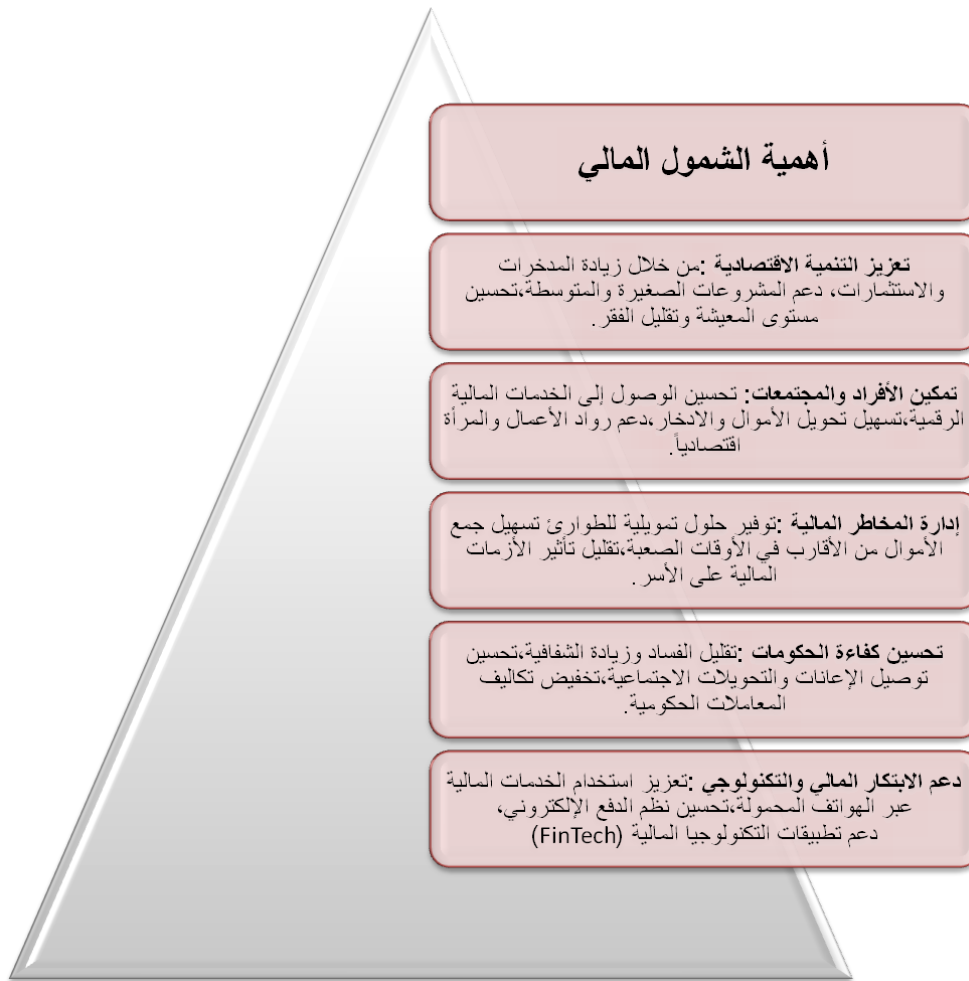 أهمية الشمول المالي
تعزيز التنمية الاقتصادية :من خلال زيادة المدخرات
والاستثمارات، دعم المشروعات الصغيرة والمتوسطة،تحسين
مستوى المعيشة وتقليل الفقر.
تمكين الأفراد والمجتمعات: تحسين الوصول إلى الخدمات المالية
الرقمية،تسهيل تحويل الأموال والادخار،دعم رواد الأعمال والمرأة
اقتصادياً.
إدارة المخاطر المالية :توفير حلول تمويلية للطوارئ تسهيل جمع
الأموال من الأقارب في الأوقات الصعبة،تقليل تأثير الأزمات
المالية على الأسر.
تحسين كفاءة الحكومات :تقليل الفساد وزيادة الشفافية،تحسين
توصيل الإعانات والتحويلات الاجتماعية،تخفيض تكاليف
المعاملات الحكومية.
دعم الابتكار المالي والتكنولوجي :تعزيز استخدام الخدمات المالية
عبر الهواتف المحمولة،تحسين نظم الدفع الإلكتروني،
دعم تطبيقات التكنولوجيا المالية (FinTech)